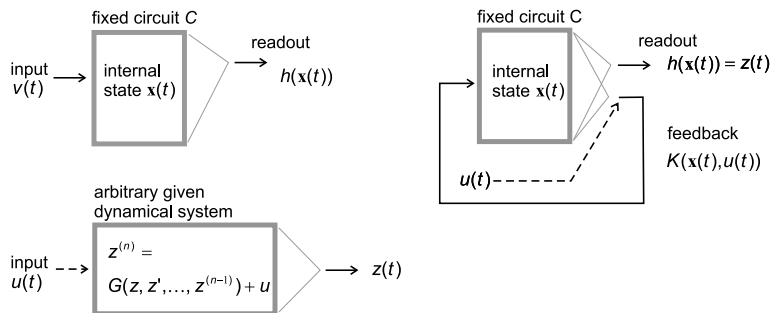 fixed circuit C
input
v(t)
internal
state x(t)
readout
h(x(t))
fixed circuit C
internal
state x(t)
readout
h(x(t)) = z(t)
feedback
K(x(t),u(t))
u(t)
arbitrary given
dynamical system
input
u(t)
z⁽ⁿ⁾ =
G(z, z',..., z⁽ⁿ⁻¹⁾) + u
z(t)